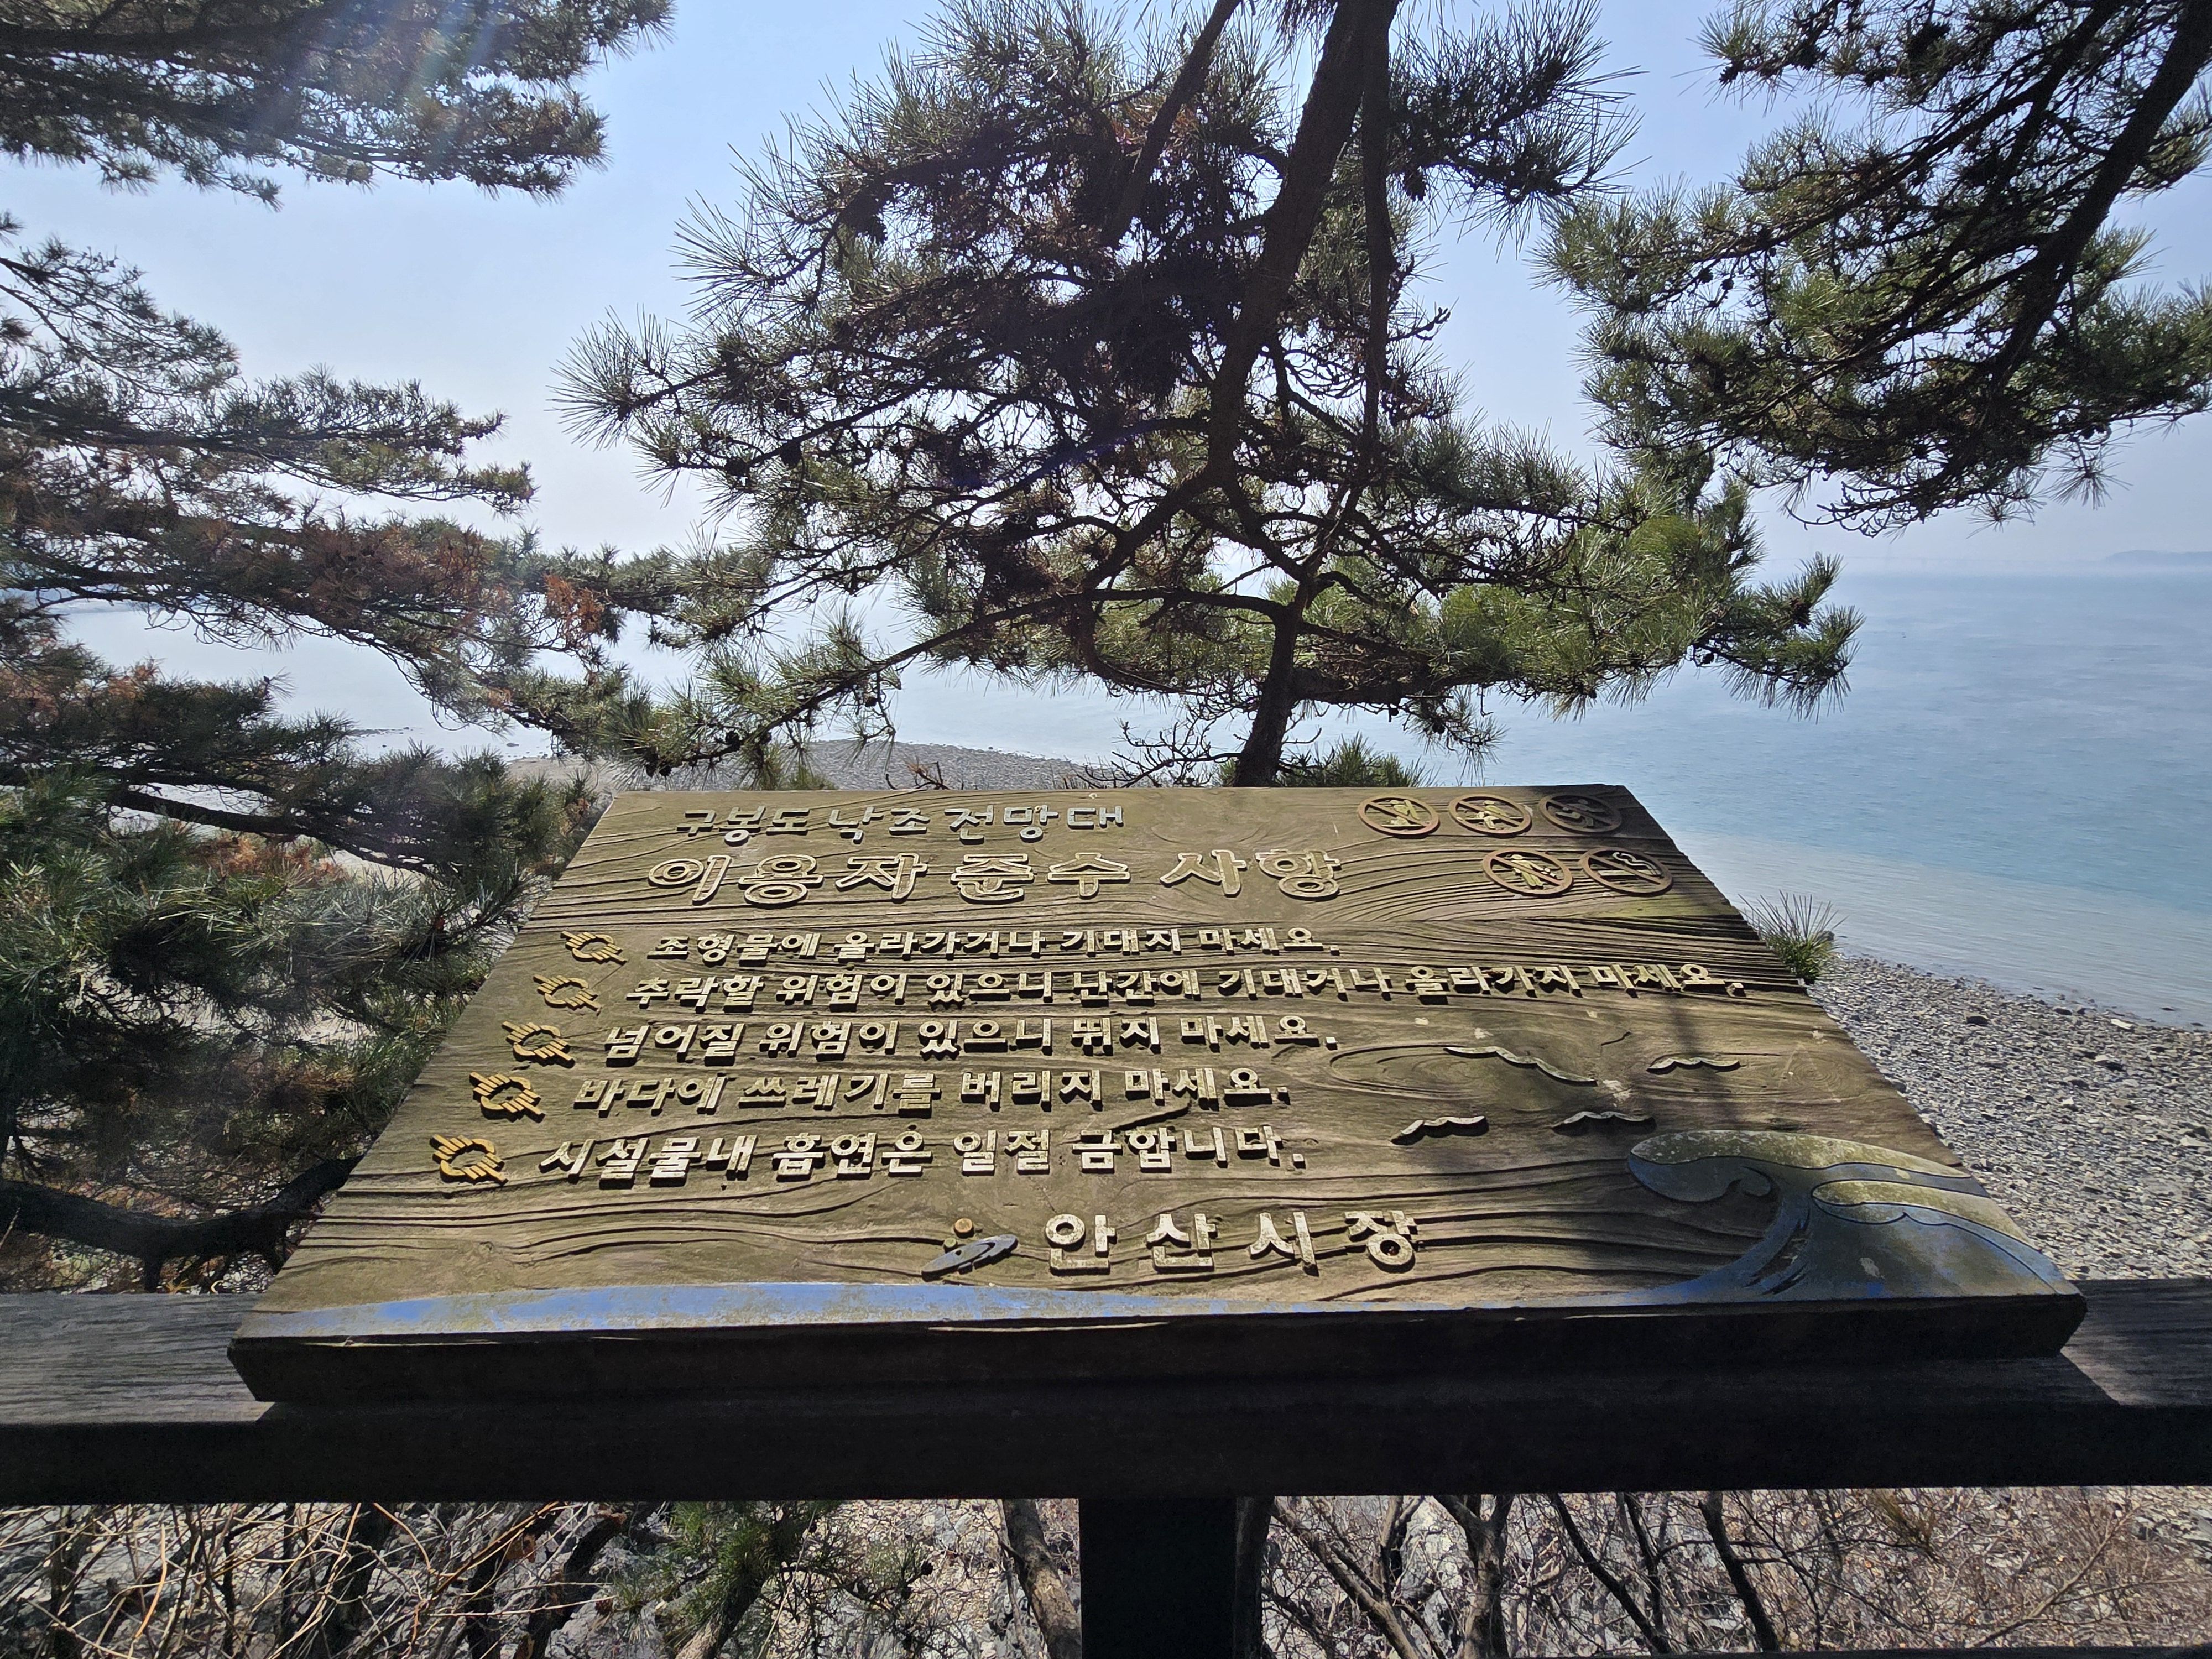 구봉도 낙조전망대
이용자 준수 사항
조형물에 올라가거나 기대지 마세요.
추락할 위험이 있으니 난간에 기대거나 올라가지 마세요.
넘어질 위험이 있으니 뛰지 마세요.
바다에 쓰레기를 버리지 마세요.
시설물내 흡연은 일절 금합니다.
안산시장